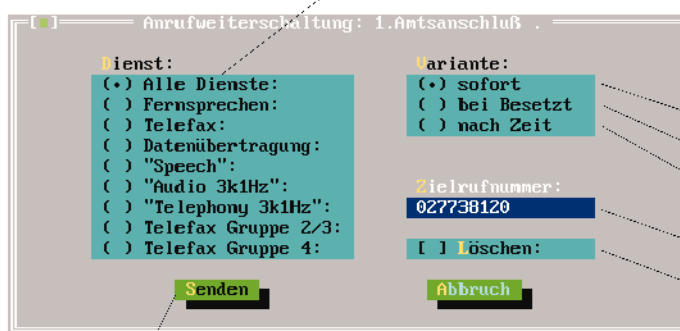 [■] Anrufweiterschaltung: 1.Amtsanschluß .
Dienst:
(•) Alle Dienste:
( ) Fernsprechen:
( ) Telefax:
( ) Datenübertragung:
( ) "Speech":
( ) "Audio 3k1Hz":
( ) "Telephony 3k1Hz":
( ) Telefax Gruppe 2/3:
( ) Telefax Gruppe 4:
Variante:
(•) sofort
( ) bei Besetzt
( ) nach Zeit
Zielrufnummer:
027738120
[ ] Löschen:
Senden
Abbruch